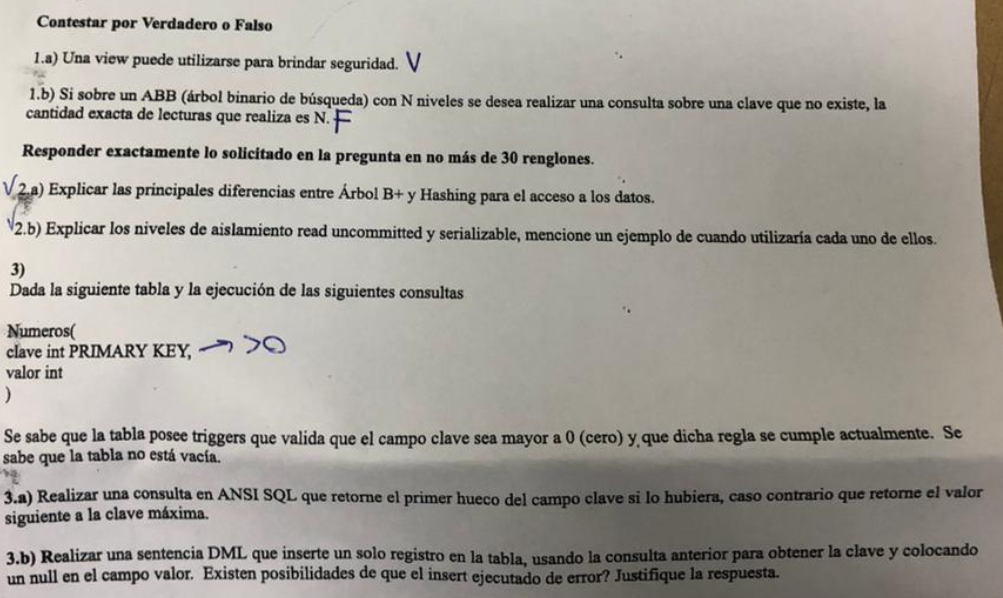 Contestar por Verdadero o Falso
1.a) Una view puede utilizarse para brindar seguridad. V
1.b) Si sobre un ABB (árbol binario de búsqueda) con N niveles se desea realizar una consulta sobre una clave que no existe, la
cantidad exacta de lecturas que realiza es N. F
Responder exactamente lo solicitado en la pregunta en no más de 30 renglones.
√ 2.a) Explicar las principales diferencias entre Árbol B+ y Hashing para el acceso a los datos.
√ 2.b) Explicar los niveles de aislamiento read uncommitted y serializable, mencione un ejemplo de cuando utilizaría cada uno de ellos.
3)
Dada la siguiente tabla y la ejecución de las siguientes consultas
Numeros(
clave int PRIMARY KEY, → >0
valor int
)
Se sabe que la tabla posee triggers que valida que el campo clave sea mayor a 0 (cero) y que dicha regla se cumple actualmente. Se
sabe que la tabla no está vacía.
3.a) Realizar una consulta en ANSI SQL que retorne el primer hueco del campo clave si lo hubiera, caso contrario que retorne el valor
siguiente a la clave máxima.
3.b) Realizar una sentencia DML que inserte un solo registro en la tabla, usando la consulta anterior para obtener la clave y colocando
un null en el campo valor. Existen posibilidades de que el insert ejecutado de error? Justifique la respuesta.